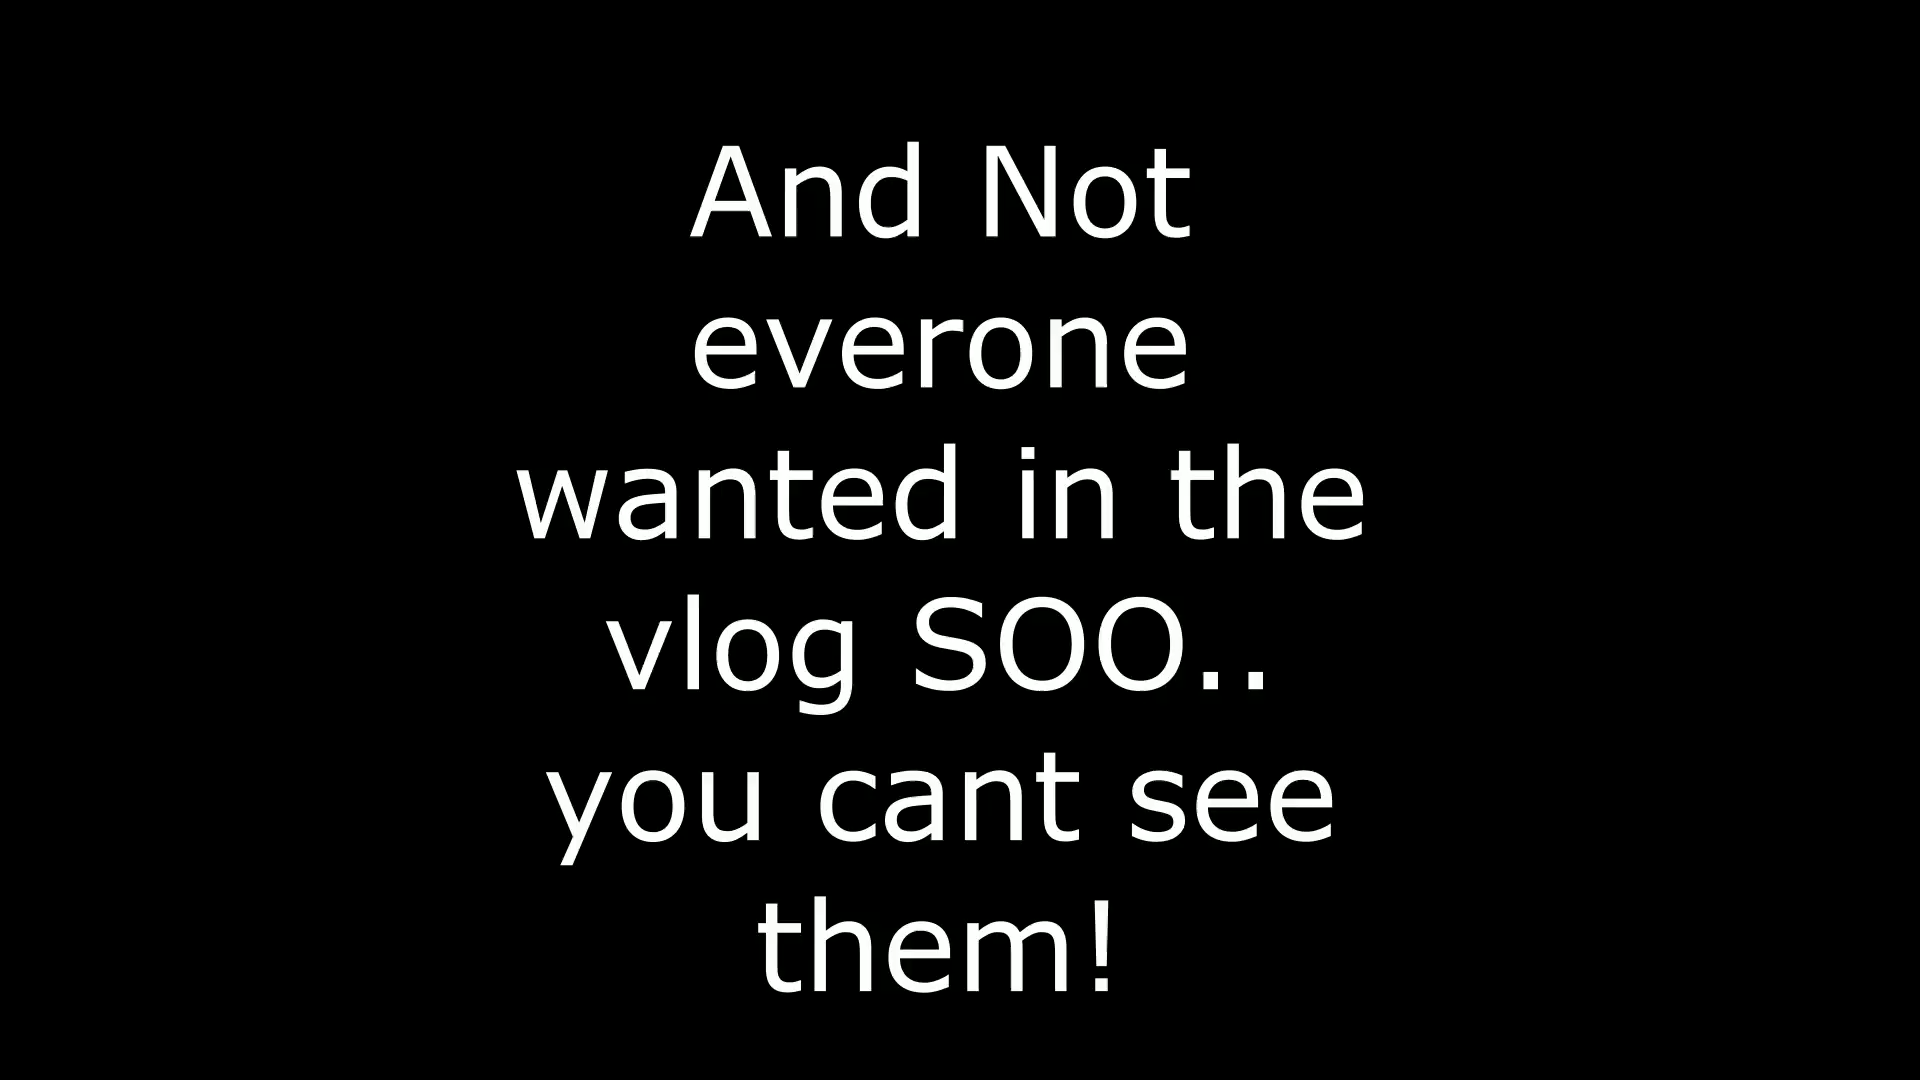 And Not
everone
wanted in the
vlog SOO..
you cant see
them!